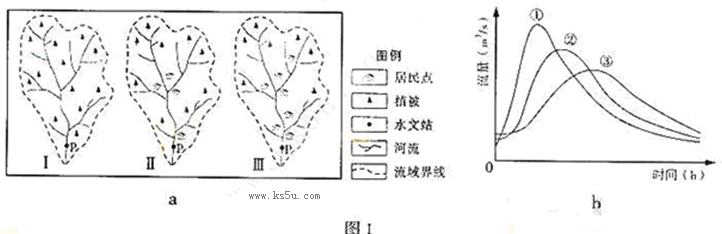 Ⅰ
Ⅱ
Ⅲ
P
P
P
图例
居民点
植被
水文站
河流
流域界线
www.ks5u.com
a
流量(m³/s)
①
②
③
0
时间(h)
b
图1